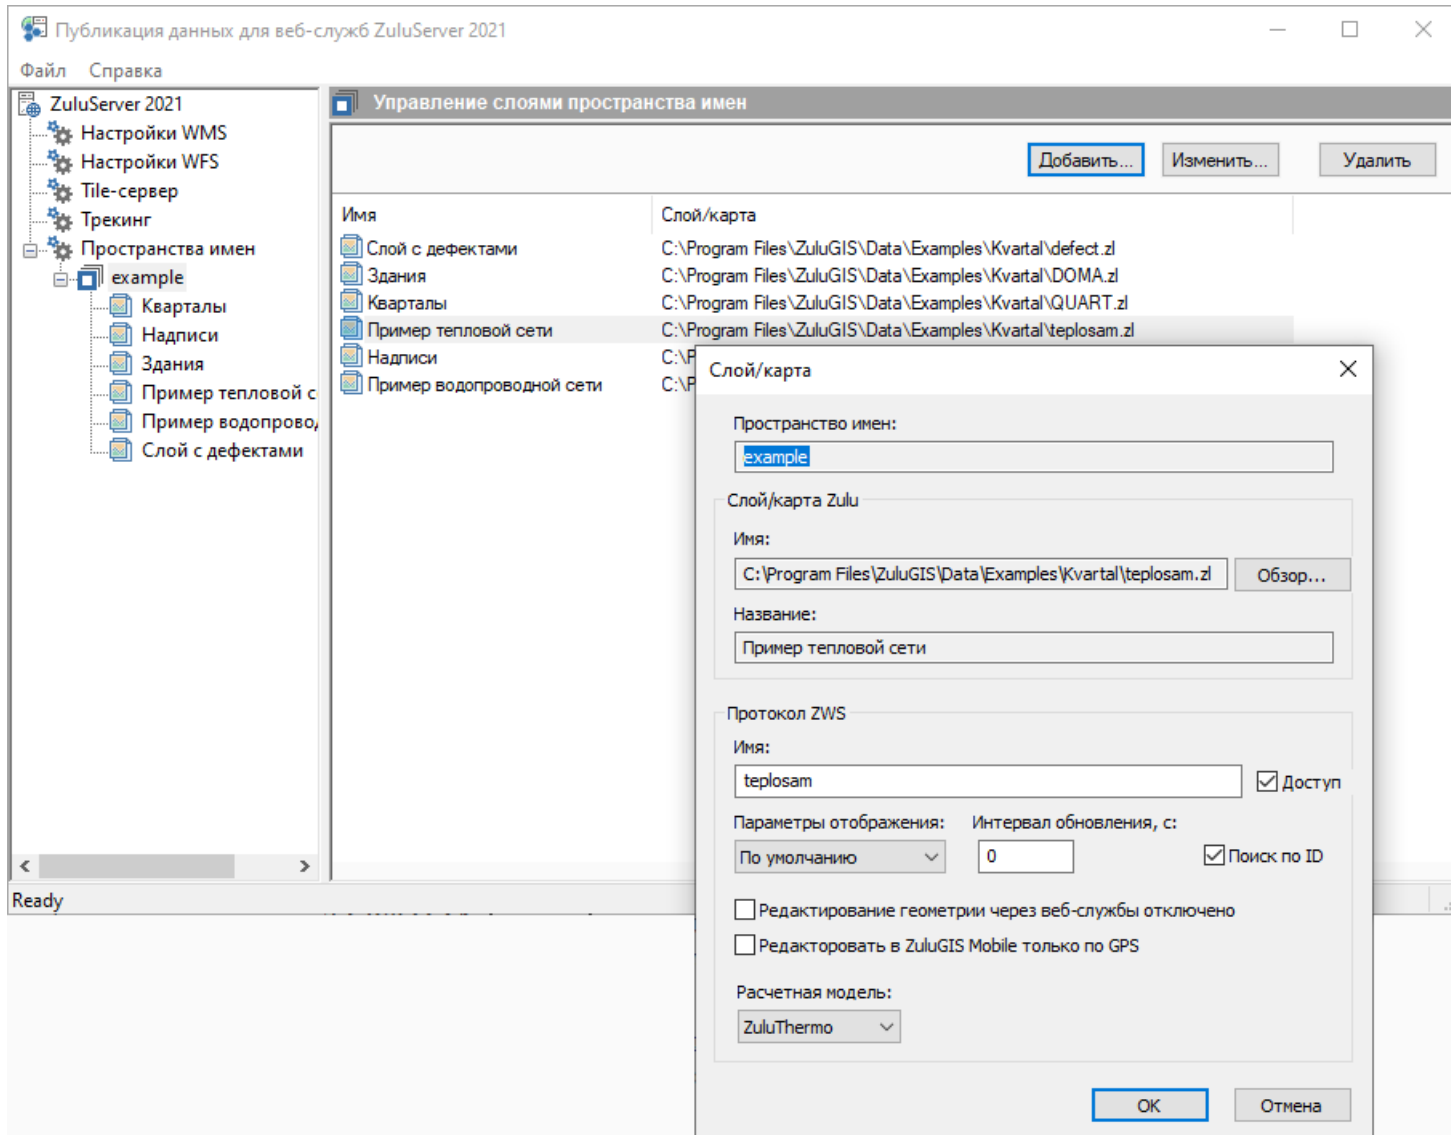 Публикация данных для веб-служб ZuluServer 2021
Файл Справка
ZuluServer 2021
Настройки WMS
Настройки WFS
Tile-сервер
Трекинг
Пространства имен
example
Кварталы
Надписи
Здания
Пример тепловой с
Пример водопрово
Слой с дефектами
Управление слоями пространства имен
Добавить... Изменить... Удалить
Имя Слой/карта
Слой с дефектами C:\Program Files\ZuluGIS\Data\Examples\Kvartal\defect.zl
Здания C:\Program Files\ZuluGIS\Data\Examples\Kvartal\DOMA.zl
Кварталы C:\Program Files\ZuluGIS\Data\Examples\Kvartal\QUART.zl
Пример тепловой сети C:\Program Files\ZuluGIS\Data\Examples\Kvartal\teplosam.zl
Надписи C:\P
Пример водопроводной сети C:\P
Слой/карта
Пространство имен:
example
Слой/карта Zulu
Имя:
C:\Program Files\ZuluGIS\Data\Examples\Kvartal\teplosam.zl Обзор...
Название:
Пример тепловой сети
Протокол ZWS
Имя:
teplosam Доступ
Параметры отображения: Интервал обновления, с:
По умолчанию 0 Поиск по ID
Редактирование геометрии через веб-службы отключено
Редакторовать в ZuluGIS Mobile только по GPS
Расчетная модель:
ZuluThermo
OK Отмена
Ready